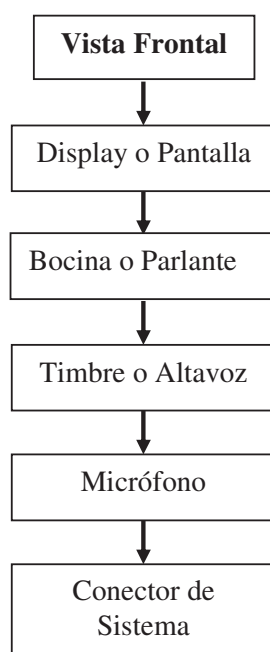 Vista Frontal
Display o Pantalla
Bocina o Parlante
Timbre o Altavoz
Micrófono
Conector de
Sistema